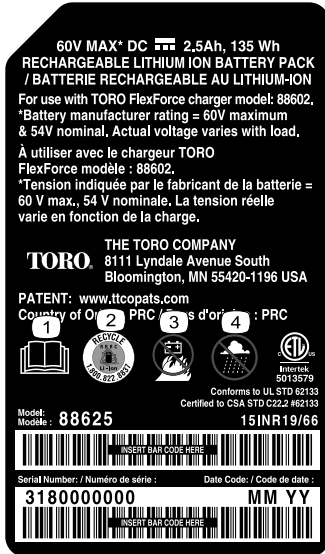 60V MAX* DC 2.5Ah, 135 Wh
RECHARGEABLE LITHIUM ION BATTERY PACK
/ BATTERIE RECHARGEABLE AU LITHIUM-ION
For use with TORO FlexForce charger model: 88602.
*Battery manufacturer rating = 60V maximum
& 54V nominal. Actual voltage varies with load.
À utiliser avec le chargeur TORO
FlexForce modèle : 88602.
*Tension indiquée par le fabricant de la batterie =
60 V max., 54 V nominale. La tension réelle
varie en fonction de la charge.
TORO®
THE TORO COMPANY
8111 Lyndale Avenue South
Bloomington, MN 55420-1196 USA
PATENT: www.ttcopats.com
Country of PRC / d'origine : PRC
1 2 3 4
RECYCLE
Li-Ion
1.800.822.8837
C ETL US
Intertek
5013579
Conforms to UL STD 62133
Certified to CSA STD C22.2 #62133
Model:
Modèle : 88625 15INR19/66
INSERT BAR CODE HERE
Serial Number: / Numéro de série : Date Code: / Code de date :
3180000000 MM YY
INSERT BAR CODE HERE